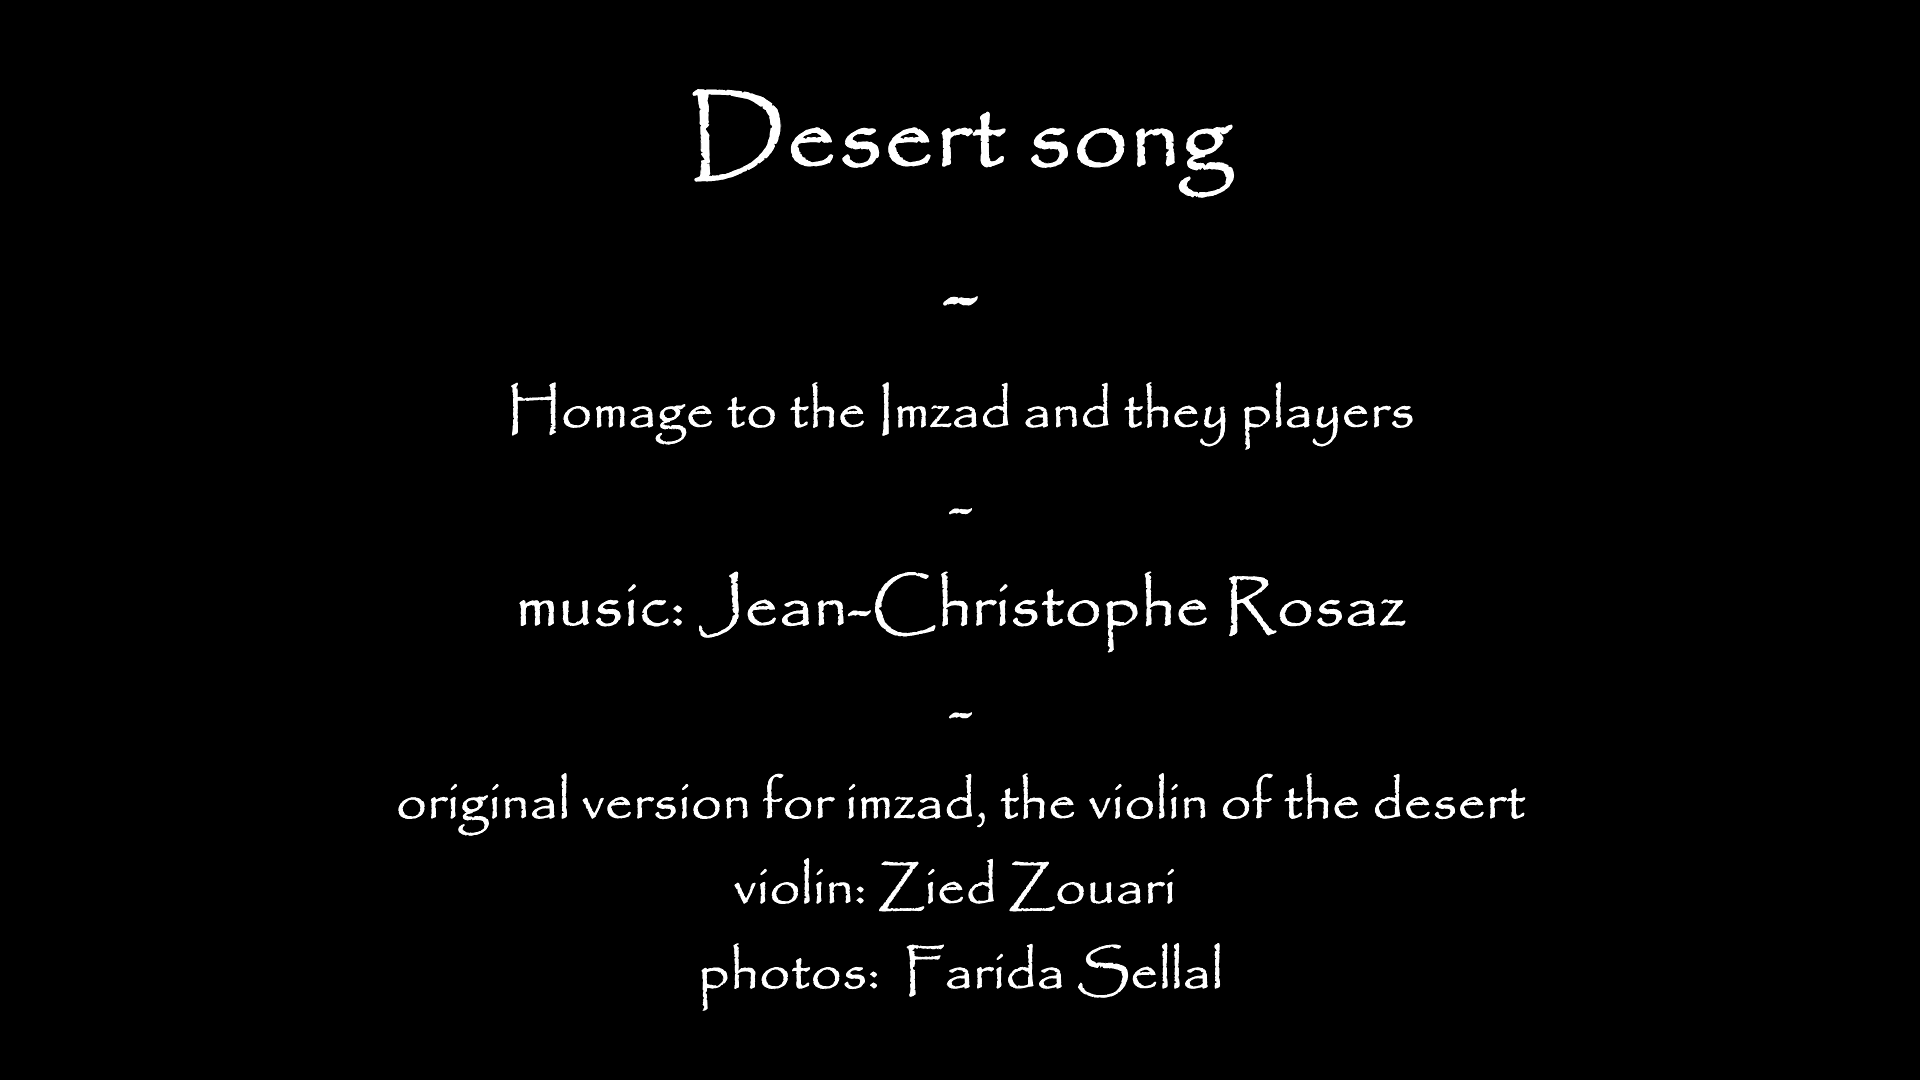 Desert song
~
Homage to the Imzad and they players
~
music: Jean-Christophe Rosaz
~
original version for imzad, the violin of the desert
violin: Zied Zouari
photos: Farida Sellal